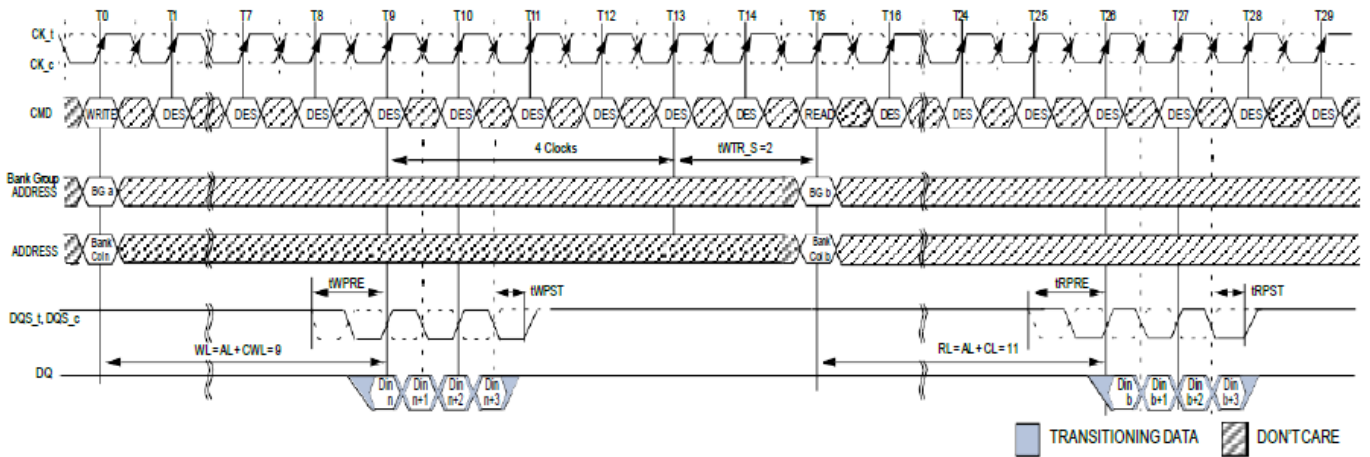 T0 T1 T7 T8 T9 T10 T11 T12 T13 T14 T15 T16 T24 T25 T26 T27 T28 T29
CK_t
CK_c
CMD WRITE DES DES DES DES DES DES DES DES DES READ DES DES DES DES DES DES DES
4 Clocks tWTR_S =2
Bank Group
ADDRESS BG a BG b
ADDRESS Bank Col n Bank Col b
tWPRE tWPST tRPRE tRPST
DQS_t, DQS_c
WL = AL + CWL = 9 RL = AL + CL = 11
DQ Din n Din n+1 Din n+2 Din n+3 Din b Din b+1 Din b+2 Din b+3
TRANSITIONING DATA DON'T CARE